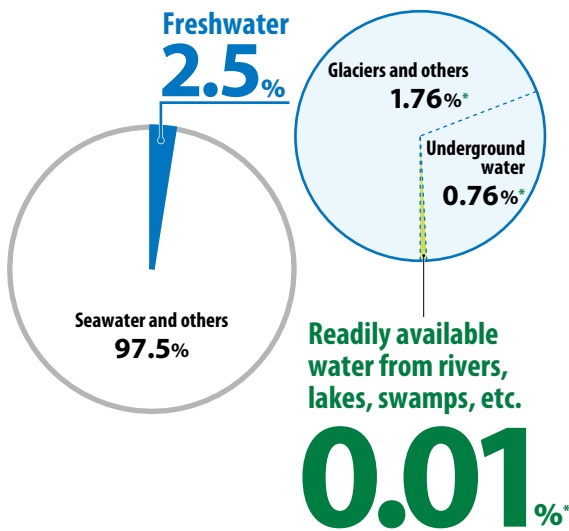 Freshwater
2.5%
Seawater and others
97.5%
Glaciers and others
1.76%*
Underground
water
0.76%*
Readily available
water from rivers,
lakes, swamps, etc.
0.01%*